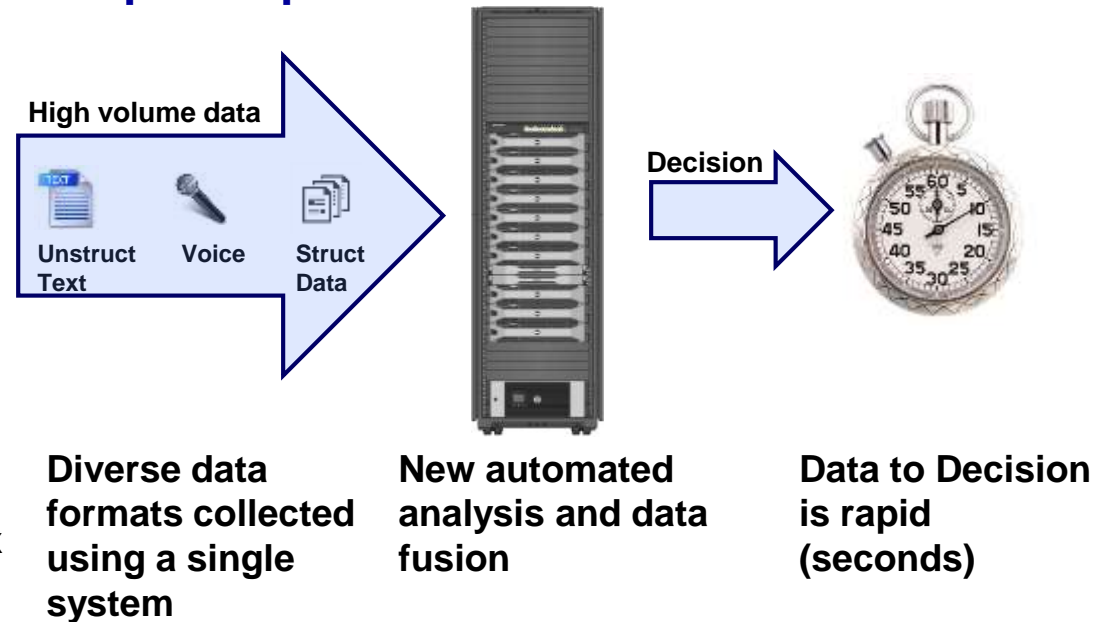 High volume data
TEXT
Unstruct
Text
Voice
Struct
Data
Decision
60
55
5
50
10
45
15
40
20
35
25
30
Diverse data
formats collected
using a single
system
New automated
analysis and data
fusion
Data to Decision
is rapid
(seconds)